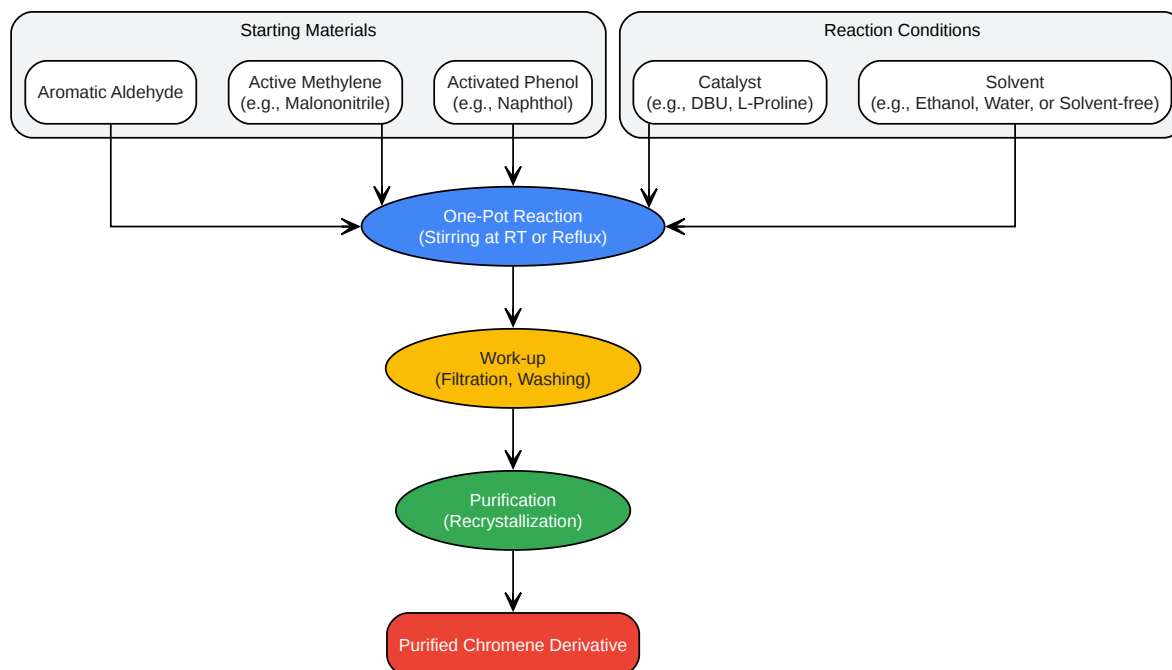 Starting Materials
Reaction Conditions
Aromatic Aldehyde
Active Methylene
(e.g., Malononitrile)
Activated Phenol
(e.g., Naphthol)
Catalyst
(e.g., DBU, L-Proline)
Solvent
(e.g., Ethanol, Water, or Solvent-free)
One-Pot Reaction
(Stirring at RT or Reflux)
Work-up
(Filtration, Washing)
Purification
(Recrystallization)
Purified Chromene Derivative